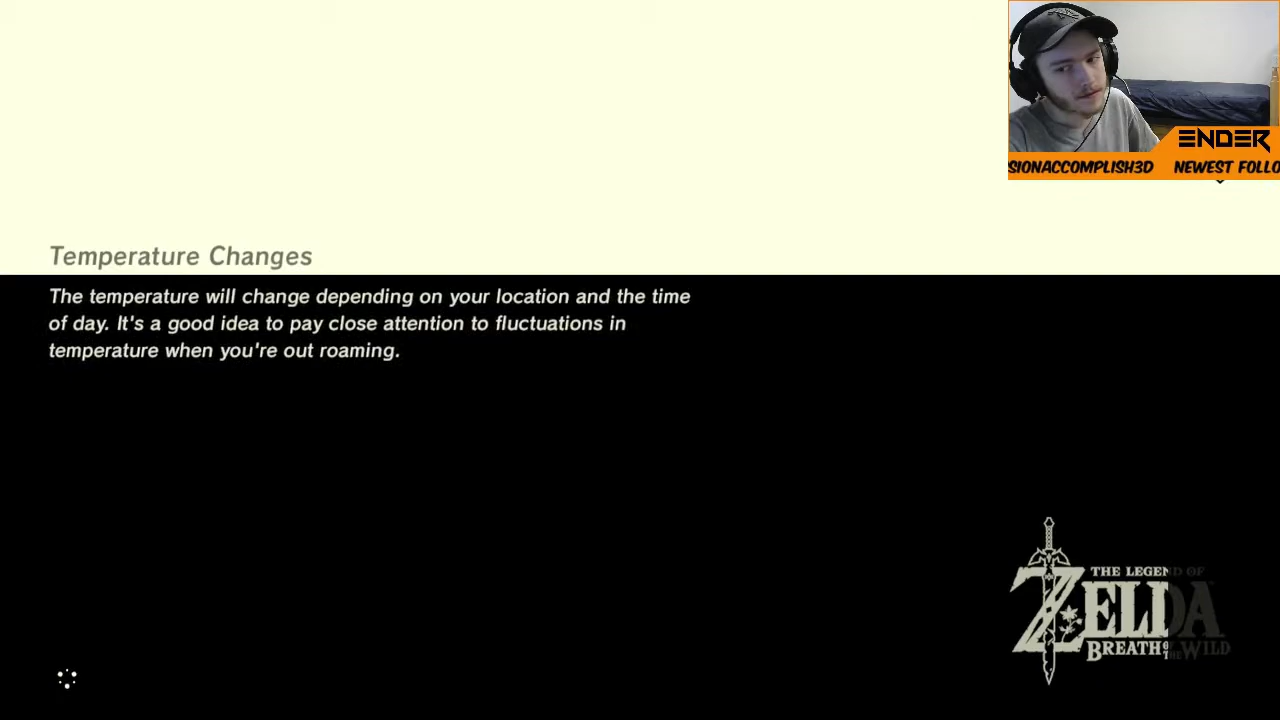 ENDER
SIONACCOMPLISH3D NEWEST FOLLO
Temperature Changes
The temperature will change depending on your location and the time
of day. It's a good idea to pay close attention to fluctuations in
temperature when you're out roaming.
THE LEGEND OF
ZELDA
BREATH OF THE WILD